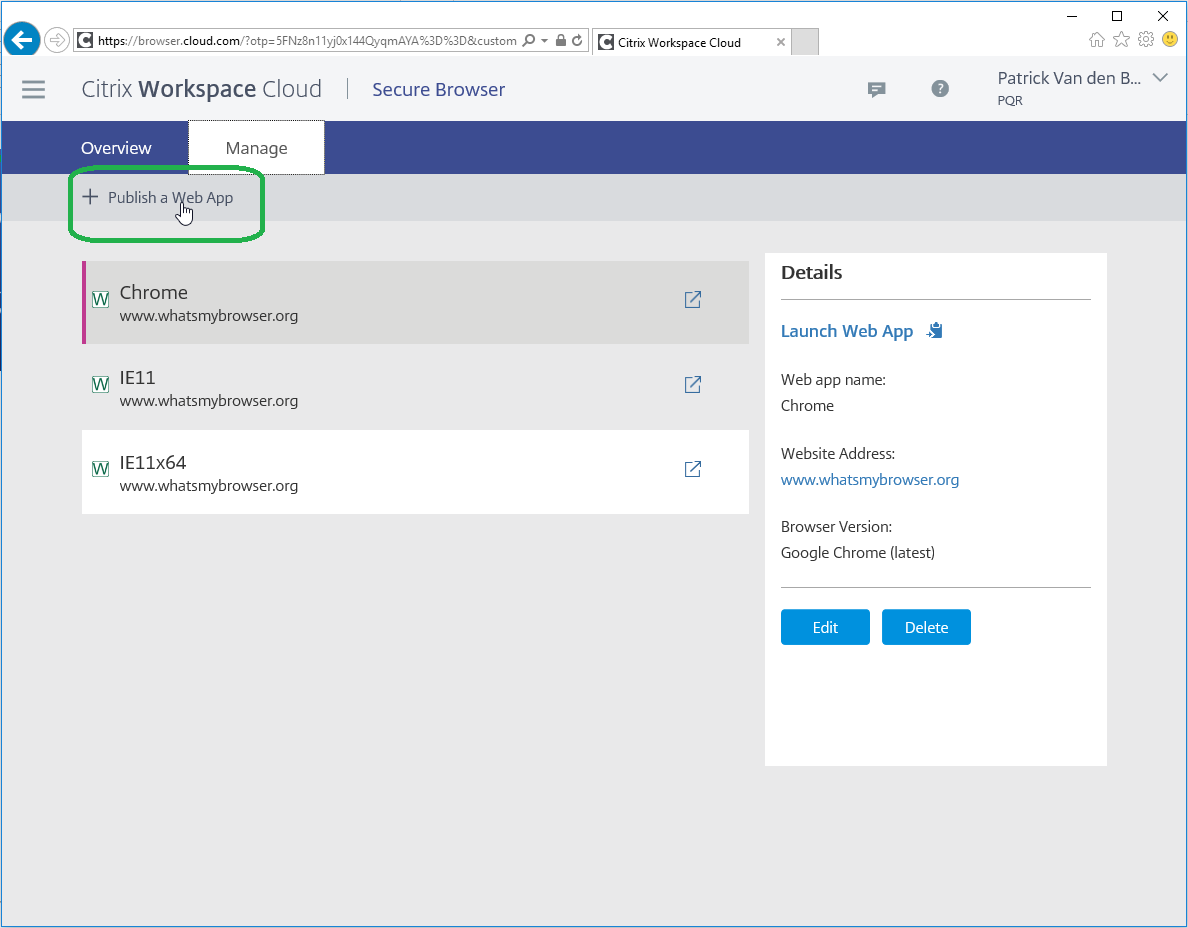 https://browser.cloud.com/?otp=5FNz8n11yj0x144QyqmAYA%3D%3D&custom
Citrix Workspace Cloud
Citrix Workspace Cloud | Secure Browser
Patrick Van den B...
PQR
Overview
Manage
+ Publish a Web App
Chrome
www.whatsmybrowser.org
IE11
www.whatsmybrowser.org
IE11x64
www.whatsmybrowser.org
Details
Launch Web App
Web app name:
Chrome
Website Address:
www.whatsmybrowser.org
Browser Version:
Google Chrome (latest)
Edit
Delete